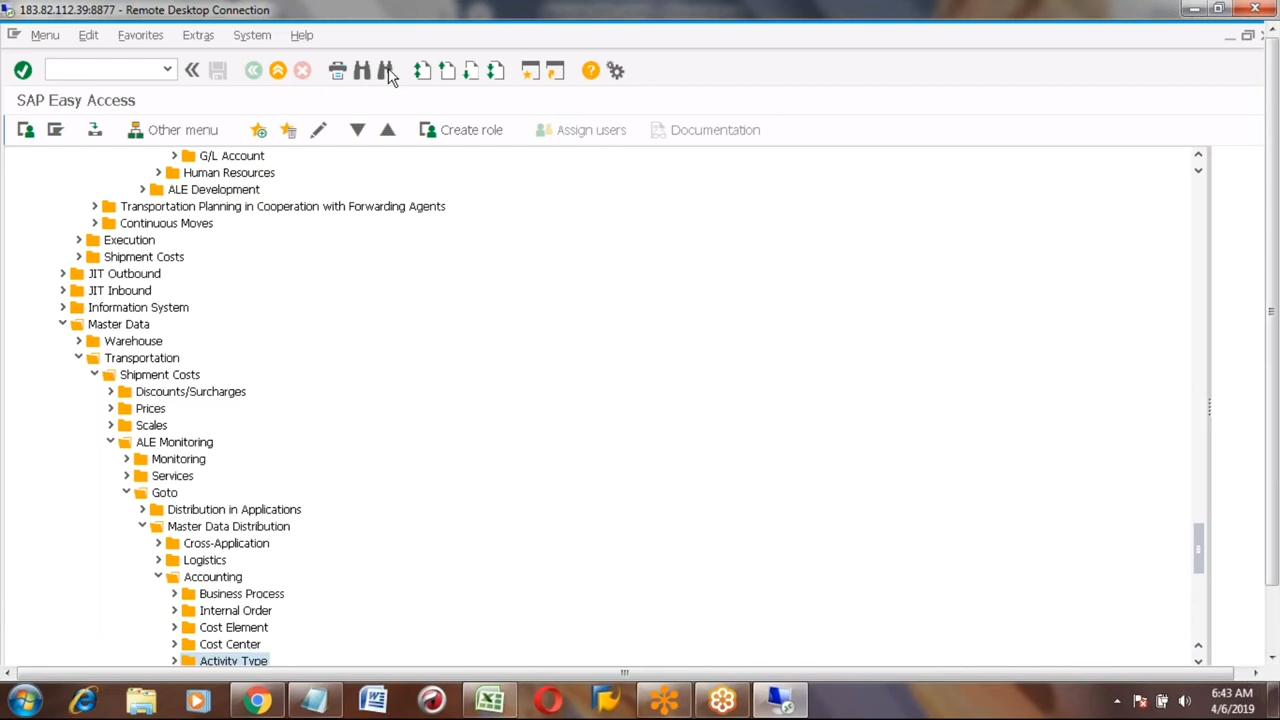 183.82.112.39:8877 - Remote Desktop Connection
Menu Edit Favorites Extras System Help
SAP Easy Access
Other menu Create role Assign users Documentation
G/L Account
Human Resources
ALE Development
Transportation Planning in Cooperation with Forwarding Agents
Continuous Moves
Execution
Shipment Costs
JIT Outbound
JIT Inbound
Information System
Master Data
Warehouse
Transportation
Shipment Costs
Discounts/Surcharges
Prices
Scales
ALE Monitoring
Monitoring
Services
Goto
Distribution in Applications
Master Data Distribution
Cross-Application
Logistics
Accounting
Business Process
Internal Order
Cost Element
Cost Center
Activity Type
6:43 AM
4/6/2019